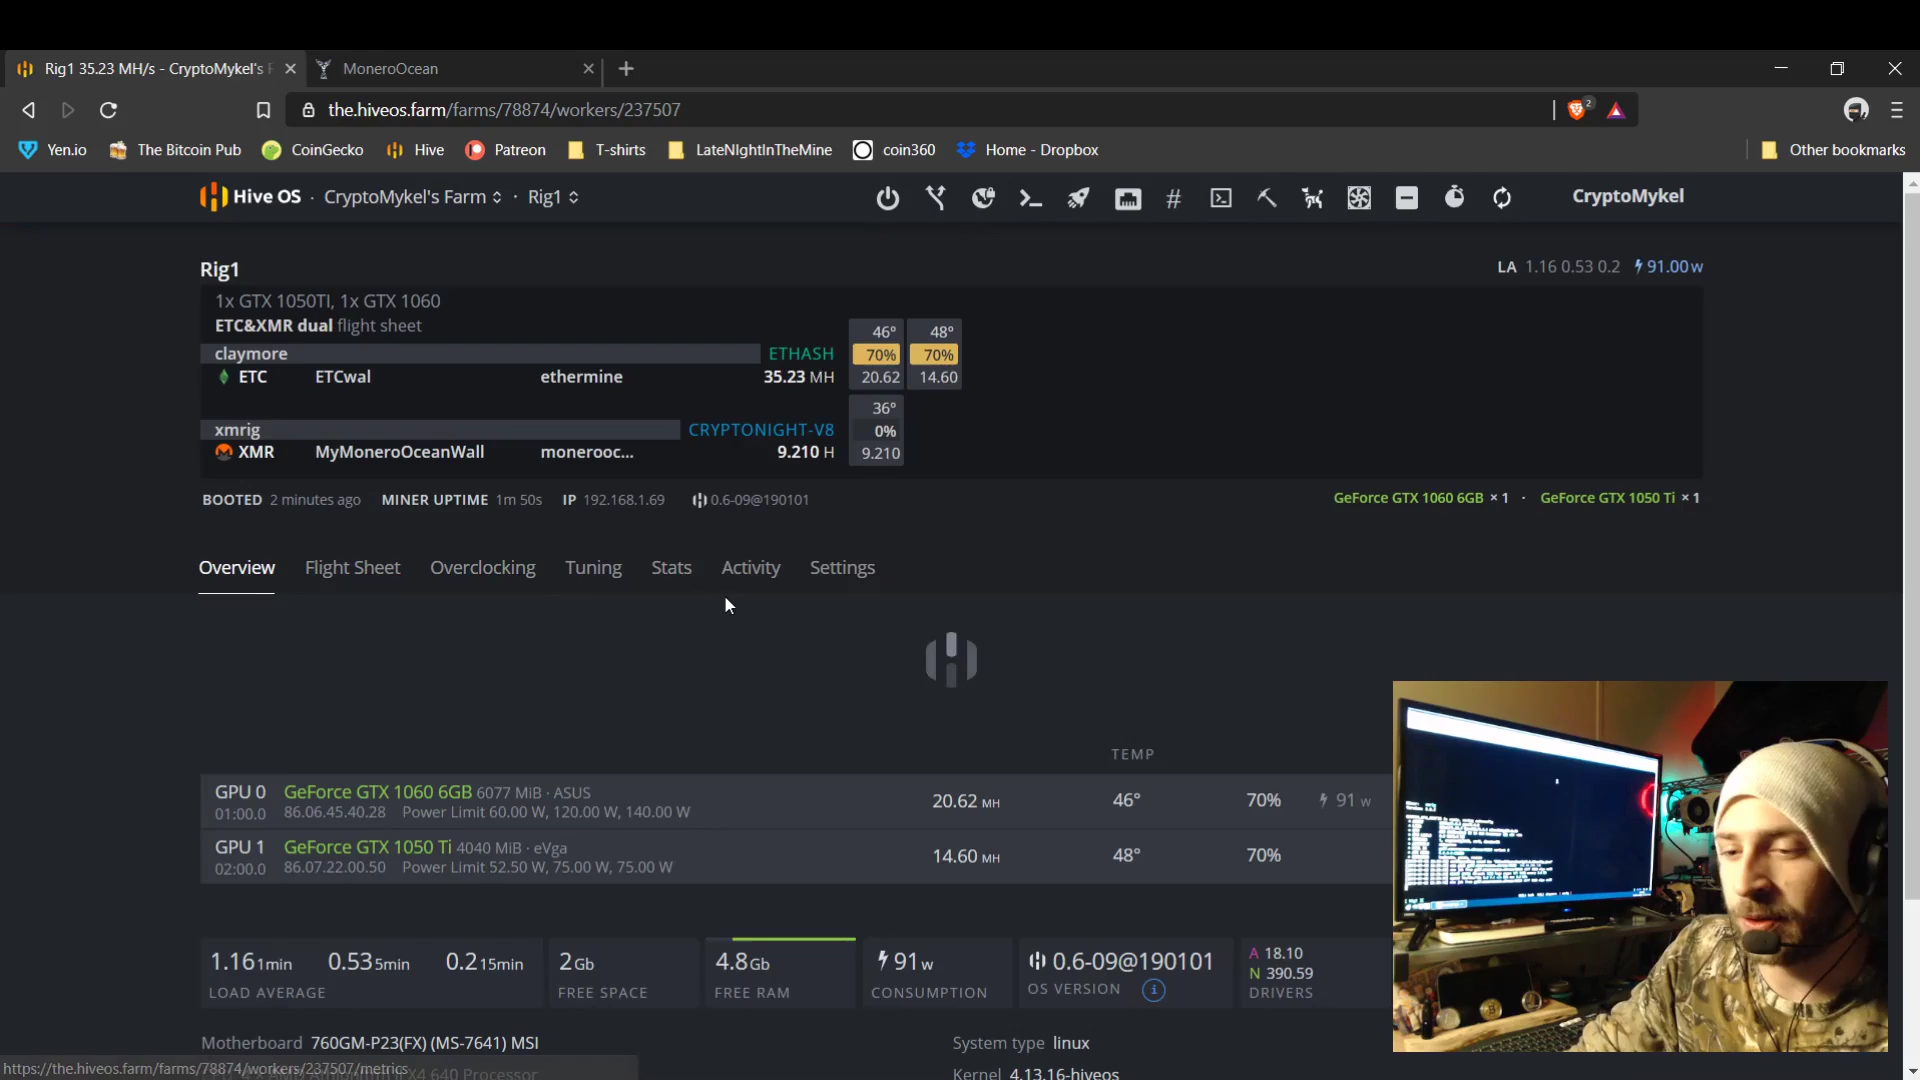 Rig1 35.23 MH/s - CryptoMykel's F
MoneroOcean
the.hiveos.farm/farms/78874/workers/237507
2
Yen.io
The Bitcoin Pub
CoinGecko
Hive
Patreon
T-shirts
LateNIghtInTheMine
coin360
Home - Dropbox
Other bookmarks
Hive OS · CryptoMykel's Farm · Rig1
CryptoMykel
Rig1
LA 1.16 0.53 0.2 91.00 w
1x GTX 1050TI, 1x GTX 1060
ETC&XMR dual flight sheet
46° 48°
claymore ETHASH 70% 70%
ETC ETCwal ethermine 35.23 MH 20.62 14.60
36°
xmrig CRYPTONIGHT-V8 0%
XMR MyMoneroOceanWall monerooc... 9.210 H 9.210
BOOTED 2 minutes ago MINER UPTIME 1m 50s IP 192.168.1.69 0.6-09@190101
GeForce GTX 1060 6GB × 1 · GeForce GTX 1050 Ti × 1
Overview Flight Sheet Overclocking Tuning Stats Activity Settings
TEMP
GPU 0 GeForce GTX 1060 6GB 6077 MiB · ASUS
01:00.0 86.06.45.40.28 Power Limit 60.00 W, 120.00 W, 140.00 W
20.62 MH 46° 70% 91 w
GPU 1 GeForce GTX 1050 Ti 4040 MiB · eVga
02:00.0 86.07.22.00.50 Power Limit 52.50 W, 75.00 W, 75.00 W
14.60 MH 48° 70%
1.16 1min 0.53 5min 0.2 15min
LOAD AVERAGE
2 Gb
FREE SPACE
4.8 Gb
FREE RAM
91 w
CONSUMPTION
0.6-09@190101
OS VERSION
A 18.10
N 390.59
DRIVERS
Motherboard 760GM-P23(FX) (MS-7641) MSI
System type linux
Kernel 4.13.16-hiveos
https://the.hiveos.farm/farms/78874/workers/237507/metrics
X4 640 Processor